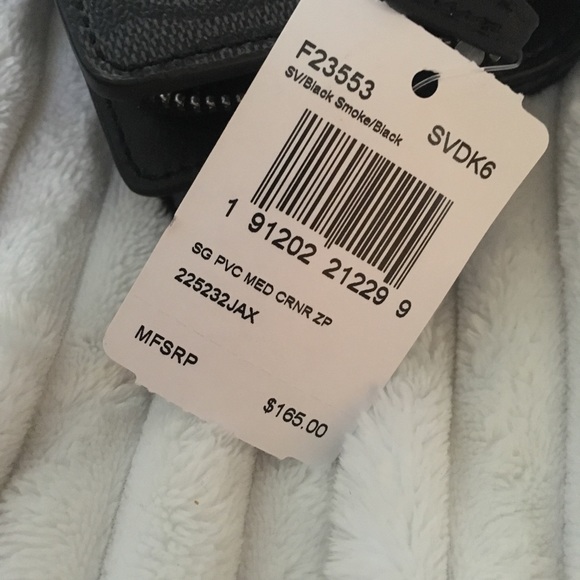 F23553
SV/Black Smoke/Black
SVDK6
1 91202 21229 9
SG PVC MED CRNR ZP
225232JAX
MFSRP
$165.00